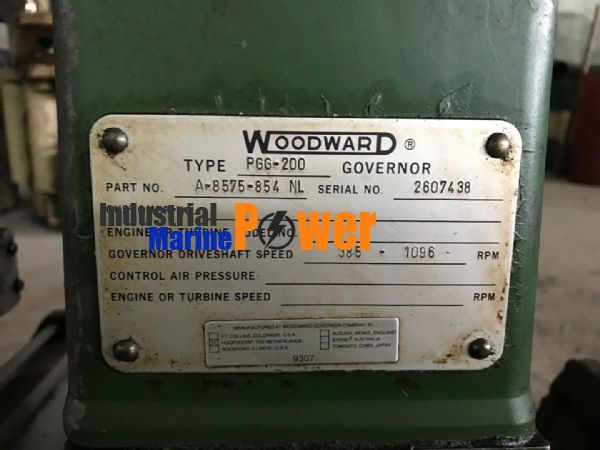 WOODWARD ®
TYPE PGG-200 GOVERNOR
PART NO. A-8575-854 NL SERIAL NO. 2607438
Industrial
Marine Power
ENGINE
NO.
GOVERNOR DRIVESHAFT SPEED 385 - 1096 RPM
CONTROL AIR PRESSURE
ENGINE OR TURBINE SPEED RPM
MANUFACTURED AT WOODWARD GOVERNOR COMPANY IN
FT. COLLINS, COLORADO, U.S.A. SLOUGH, BERKS, ENGLAND
HOOFDDORP, THE NETHERLANDS SYDNEY AUSTRALIA
ROCKFORD, ILLINOIS, U.S.A. TOMISATO, CHIBA, JAPAN
9307